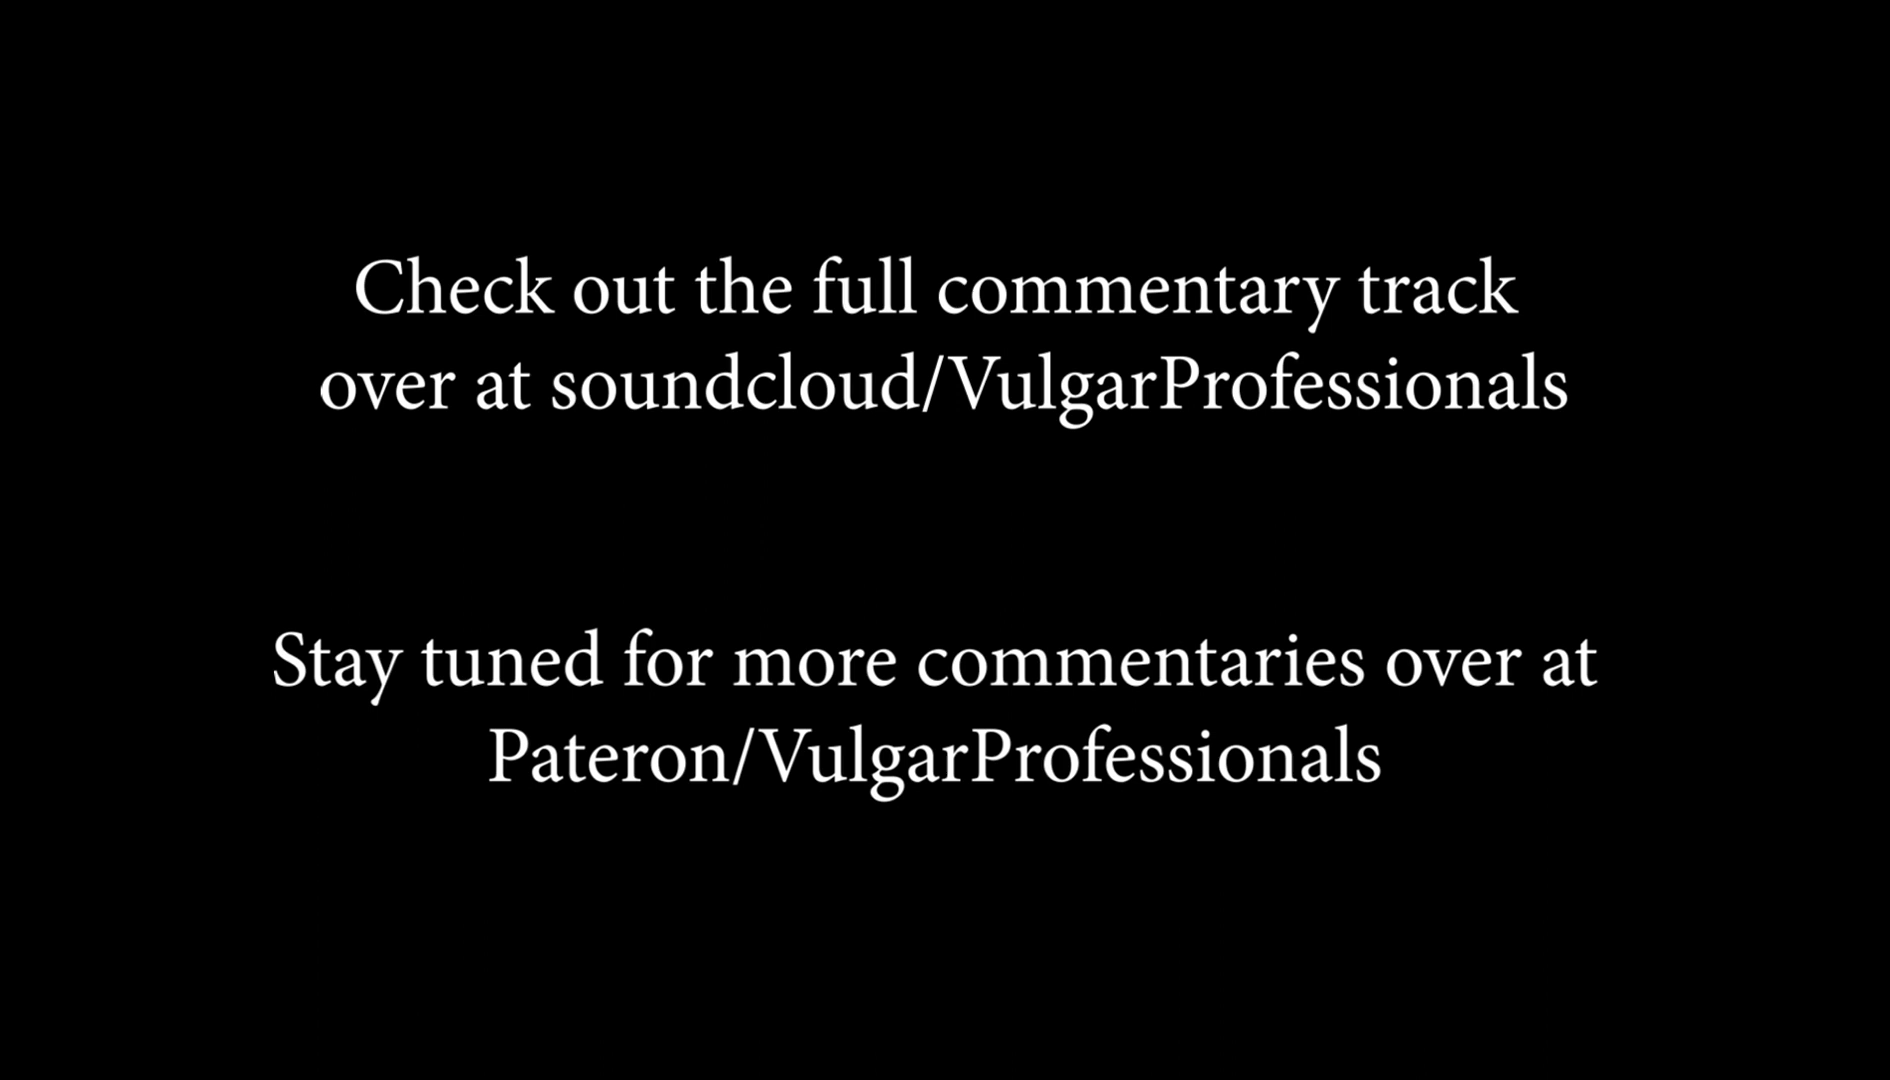 Check out the full commentary track
over at soundcloud/VulgarProfessionals
Stay tuned for more commentaries over at
Pateron/VulgarProfessionals